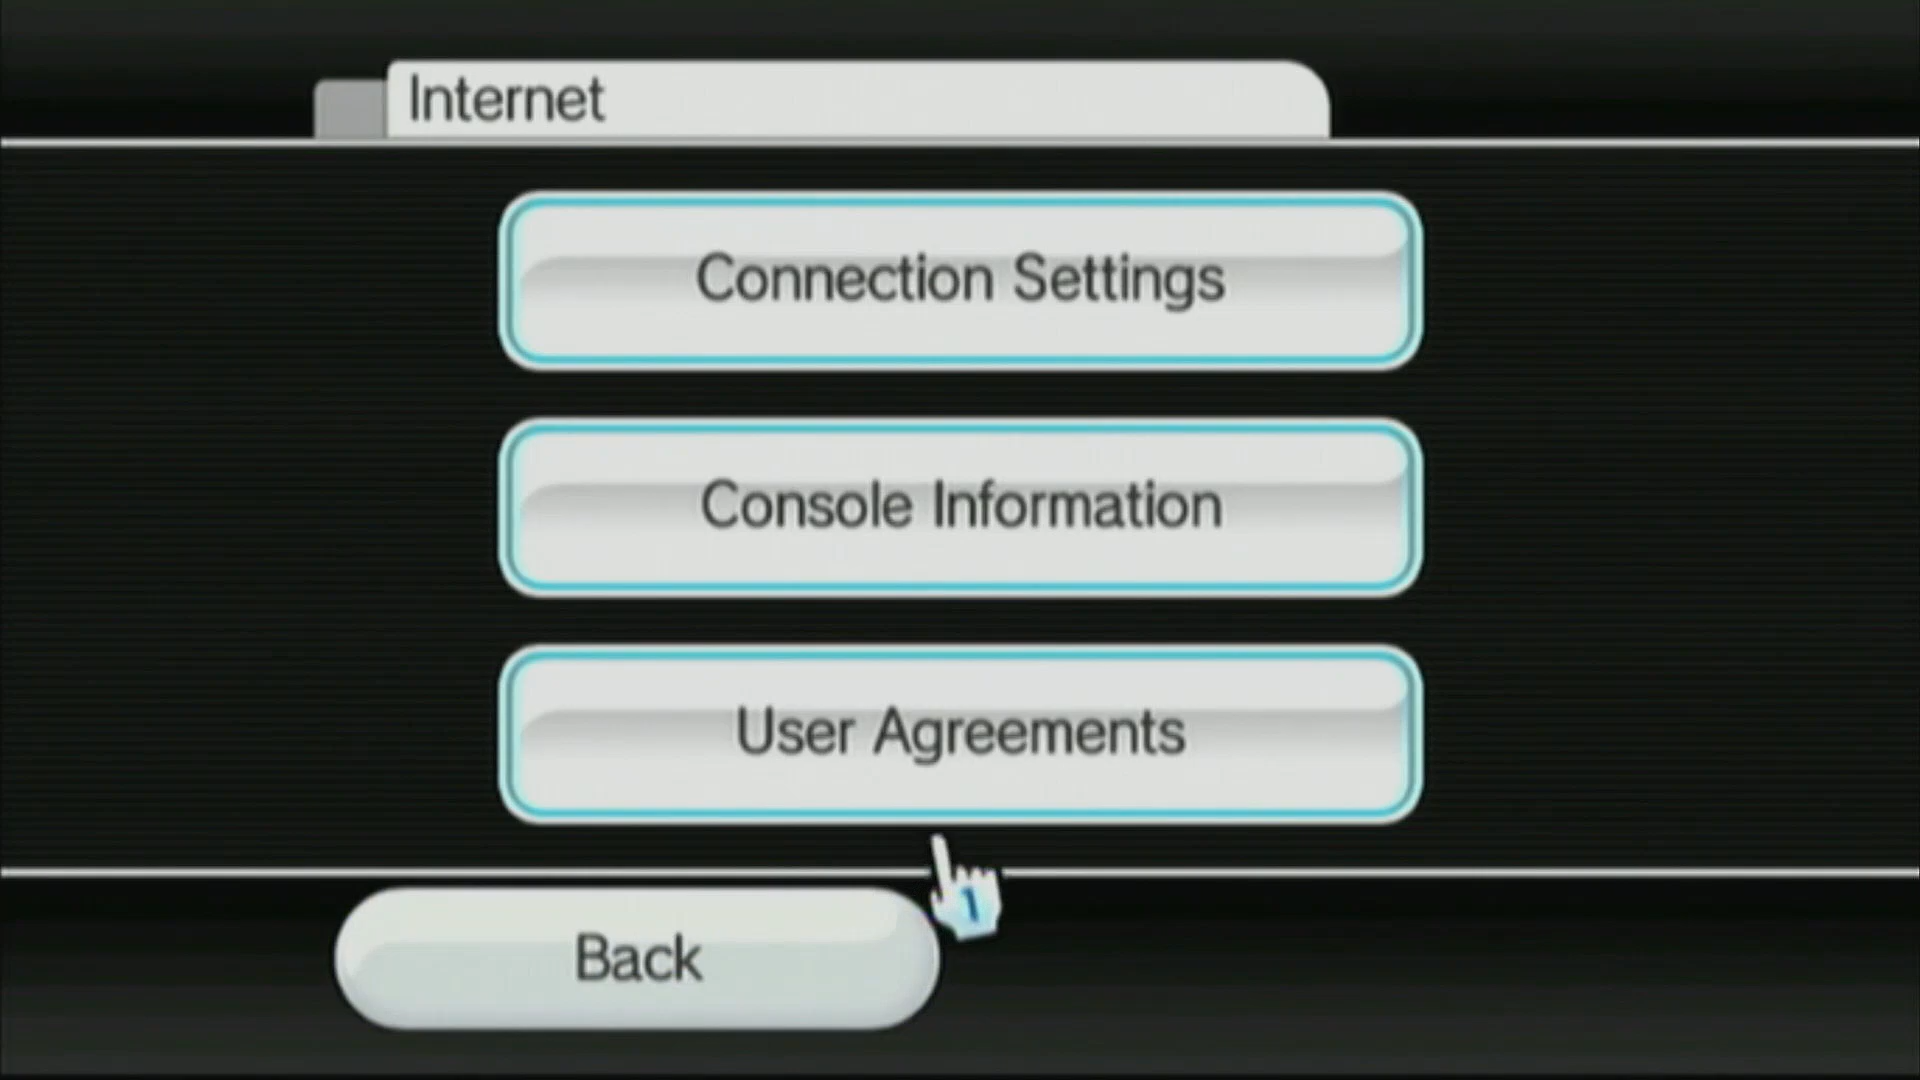 Internet
Connection Settings
Console Information
User Agreements
1
Back